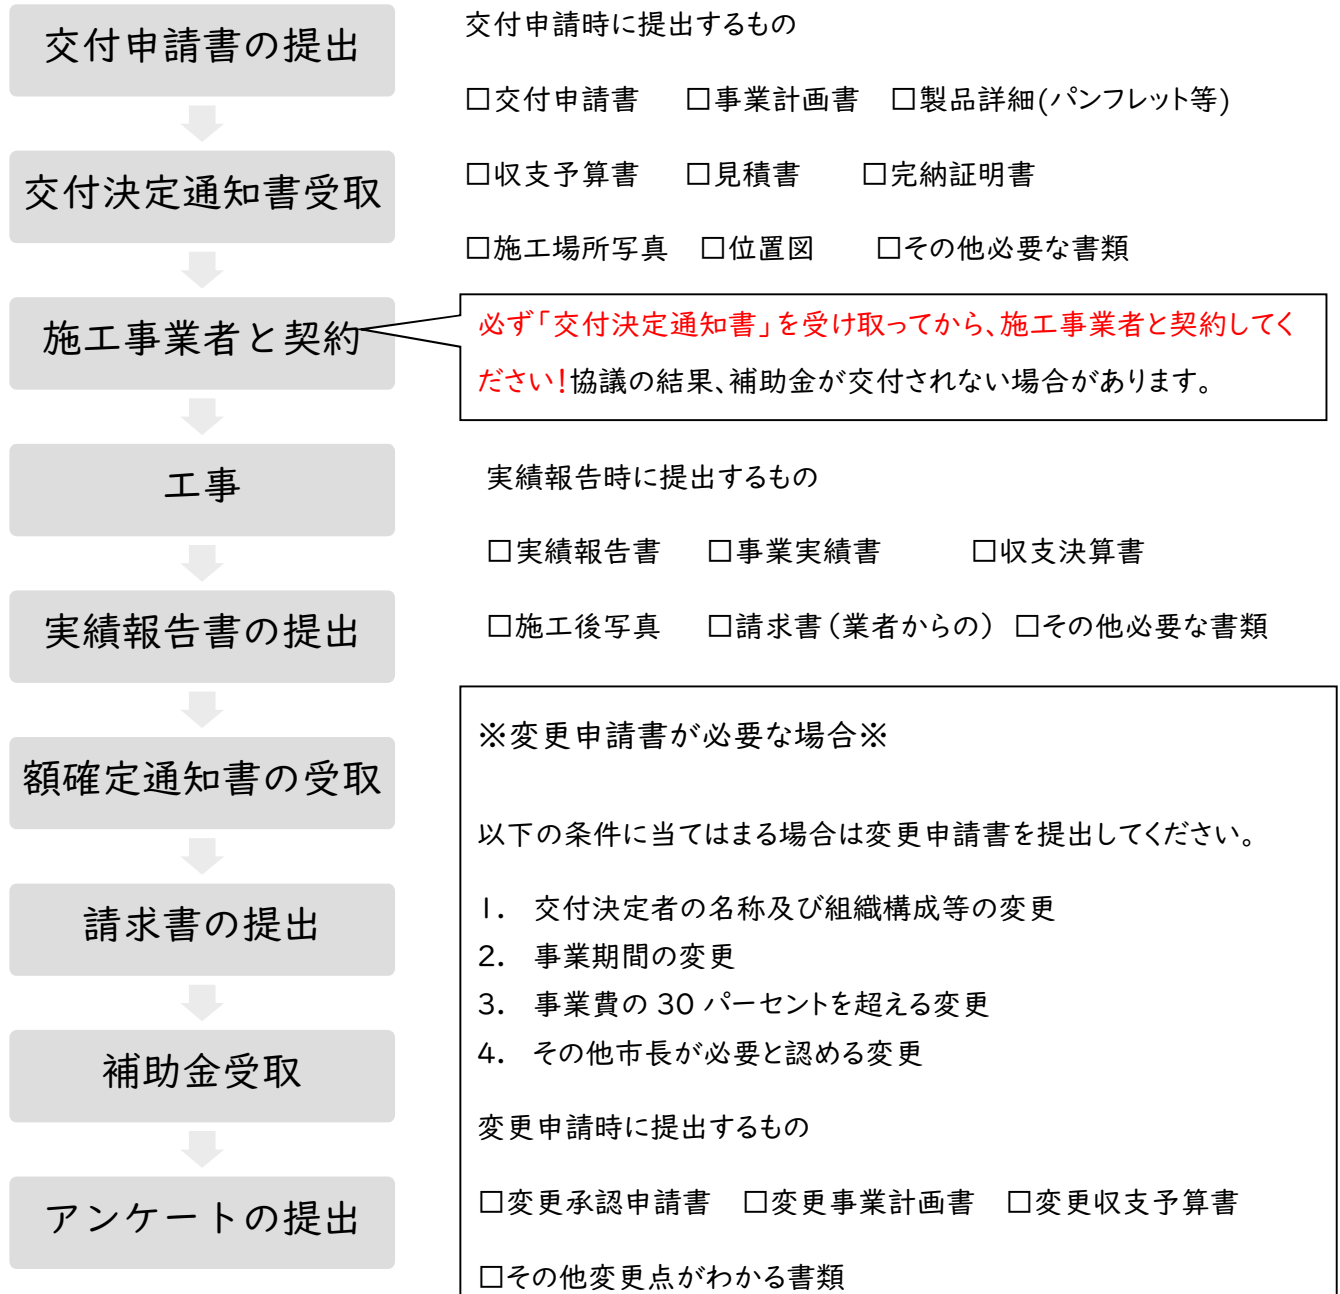 交付申請書の提出
交付決定通知書受取
施工事業者と契約
工事
実績報告書の提出
額確定通知書の受取
請求書の提出
補助金受取
アンケートの提出
交付申請時に提出するもの
□交付申請書 □事業計画書 □製品詳細(パンフレット等)
□収支予算書 □見積書 □完納証明書
□施工場所写真 □位置図 □その他必要な書類
必ず「交付決定通知書」を受け取ってから、施工事業者と契約してく
ださい!協議の結果、補助金が交付されない場合があります。
実績報告時に提出するもの
□実績報告書 □事業実績書 □収支決算書
□施工後写真 □請求書(業者からの) □その他必要な書類
※変更申請書が必要な場合※
以下の条件に当てはまる場合は変更申請書を提出してください。
1. 交付決定者の名称及び組織構成等の変更
2. 事業期間の変更
3. 事業費の 30 パーセントを超える変更
4. その他市長が必要と認める変更
変更申請時に提出するもの
□変更承認申請書 □変更事業計画書 □変更収支予算書
□その他変更点がわかる書類